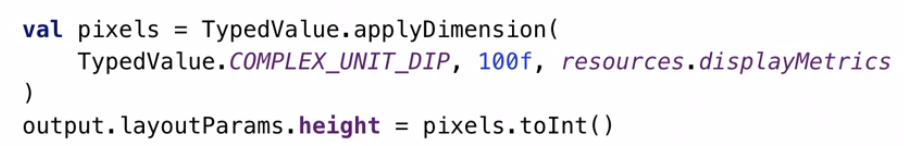 val pixels = TypedValue.applyDimension(
    TypedValue.COMPLEX_UNIT_DIP, 100f, resources.displayMetrics
)
output.layoutParams.height = pixels.toInt()